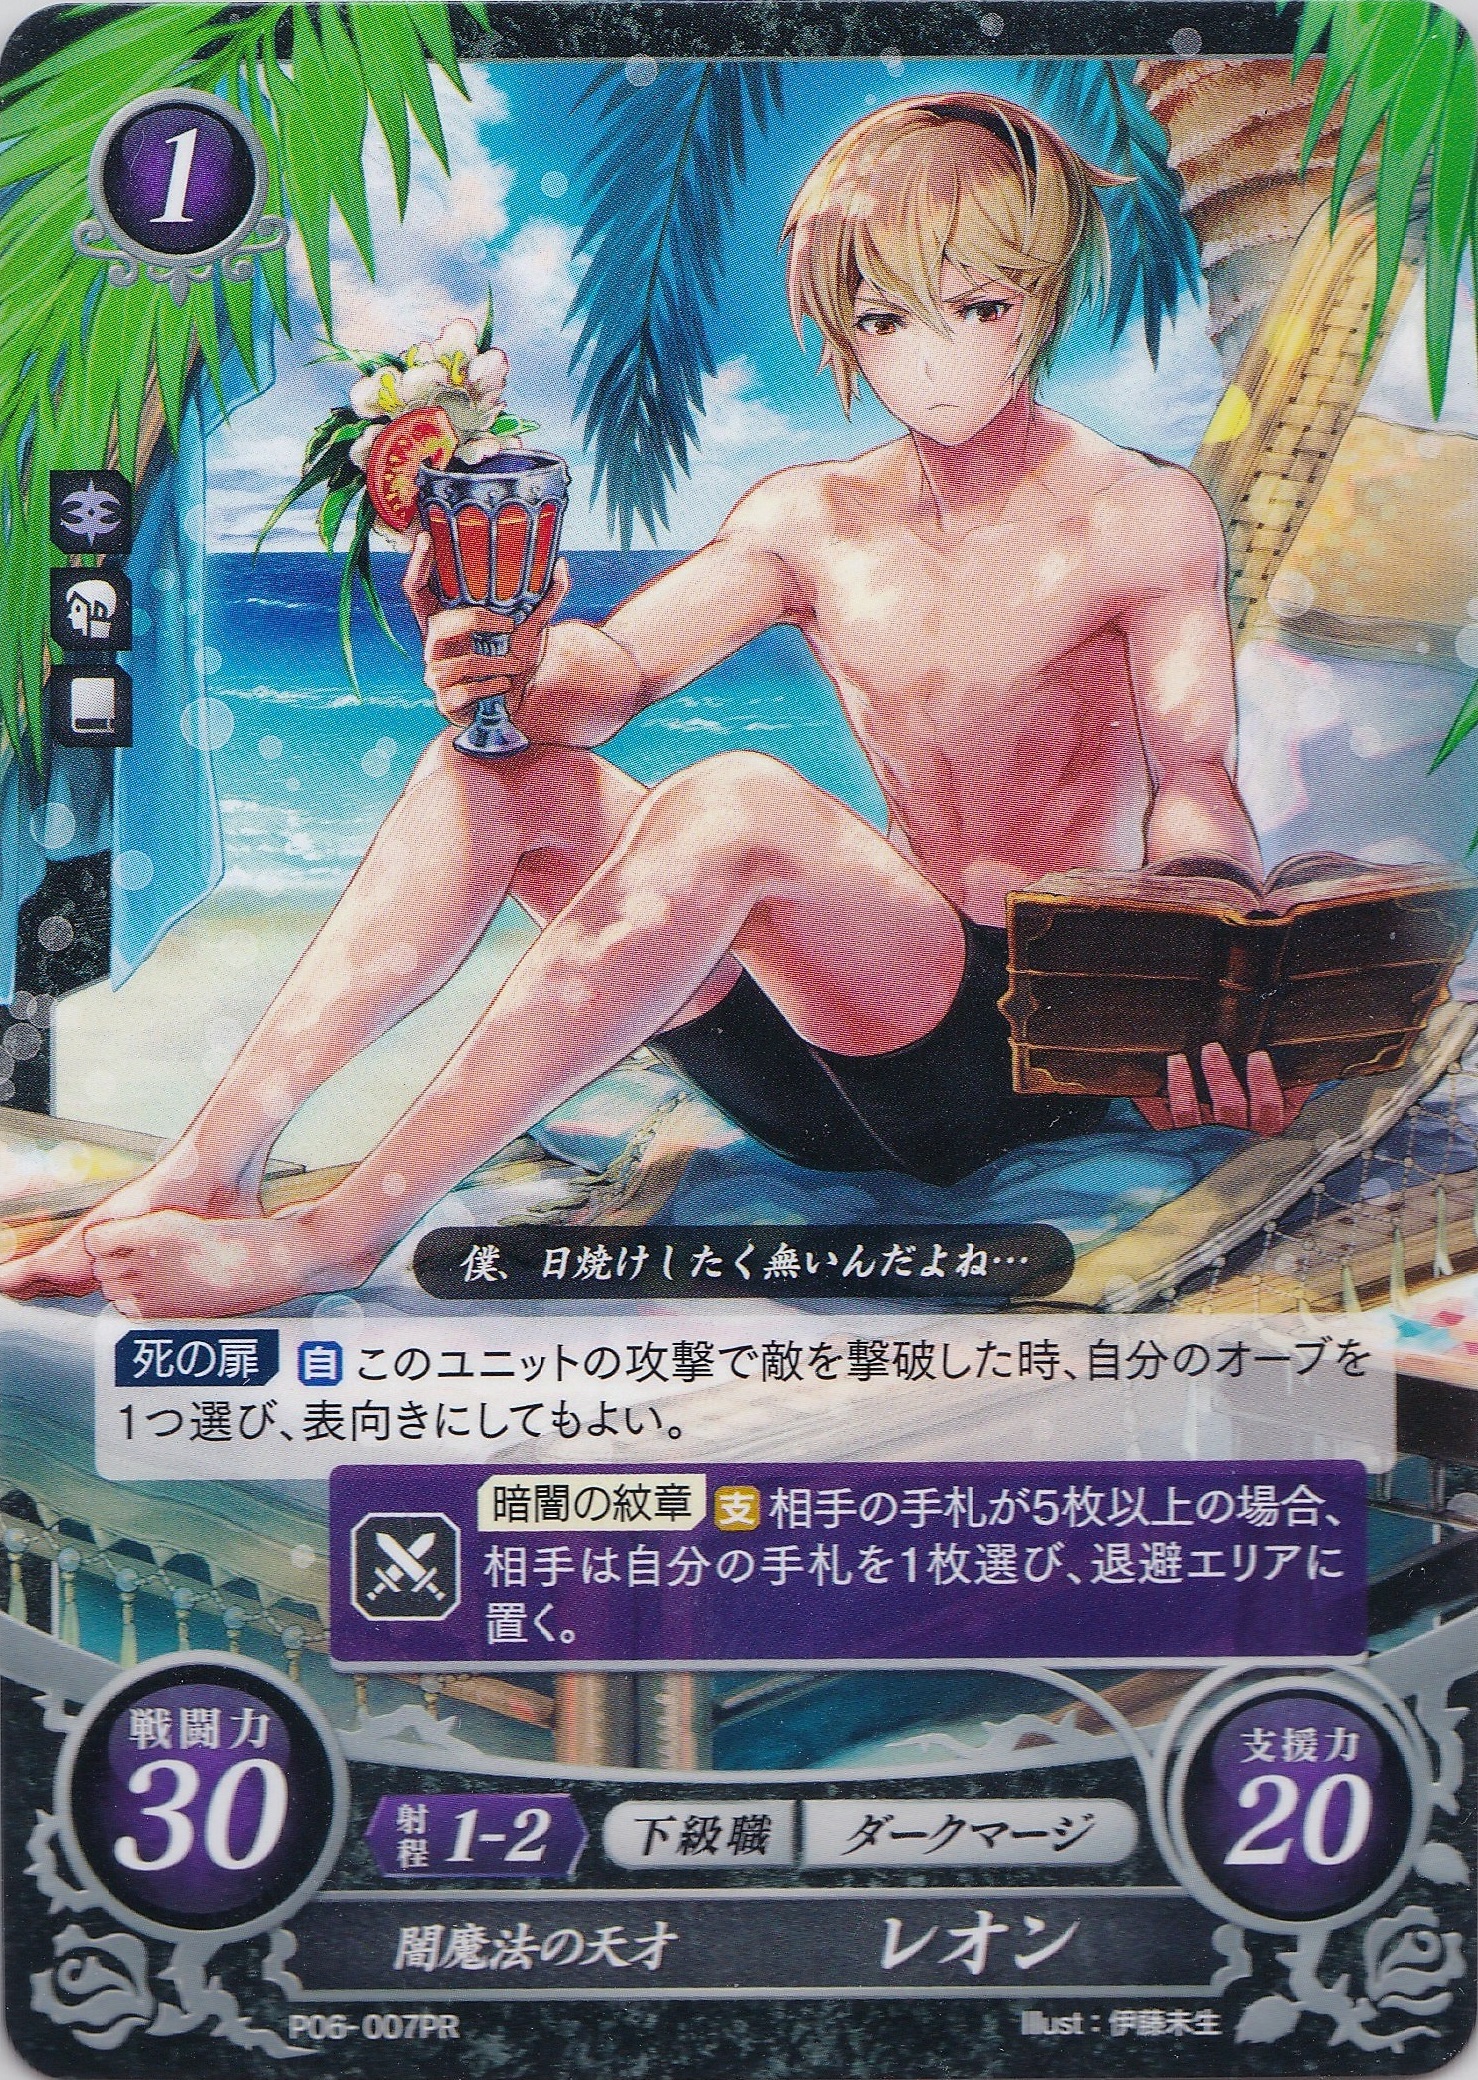 1
僕、日焼けしたく無いんだよね…
死の扉 自 このユニットの攻撃で敵を撃破した時、自分のオーブを
1つ選び、表向きにしてもよい。
暗闇の紋章 支 相手の手札が5枚以上の場合、
相手は自分の手札を1枚選び、退避エリアに
置く。
戦闘力
30
射程 1-2
下級職 ダークマージ
支援力
20
闇魔法の天才 レオン
P06-007PR
Illust：伊藤未生